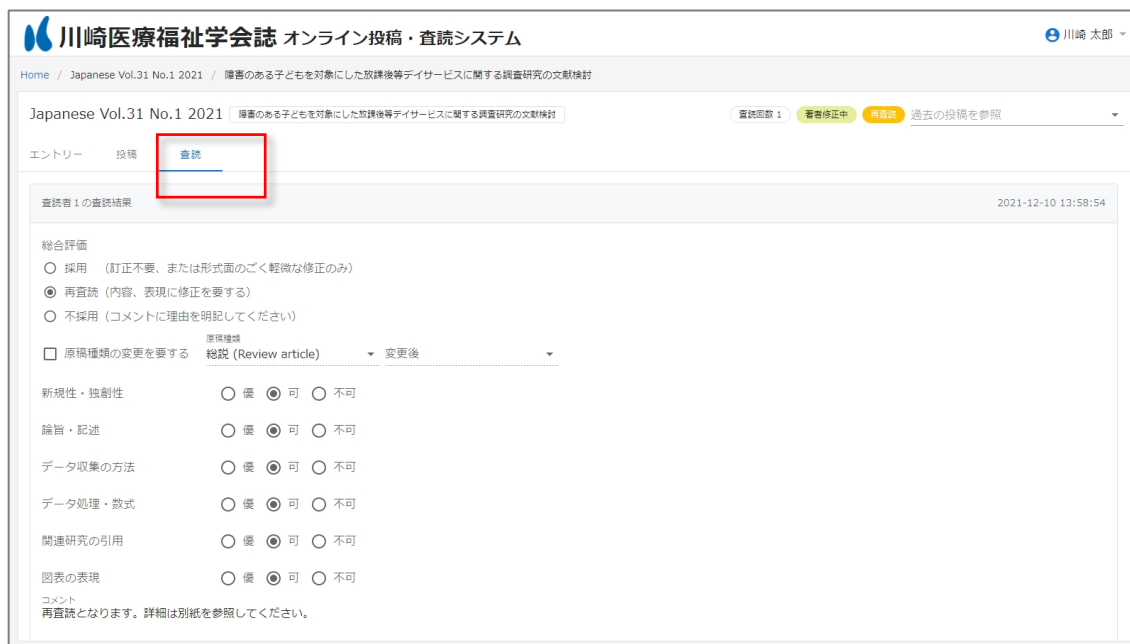 川崎医療福祉学会誌 オンライン投稿・査読システム
川崎 太郎
Home / Japanese Vol.31 No.1 2021 / 障害のある子どもを対象にした放課後等デイサービスに関する調査研究の文献検討
Japanese Vol.31 No.1 2021 障害のある子どもを対象にした放課後等デイサービスに関する調査研究の文献検討 査読回数 1 著者修正中 再査読 過去の投稿を参照
エントリー 投稿 査読
査読者1の査読結果 2021-12-10 13:58:54
総合評価
採用 (訂正不要、または形式面のごく軽微な修正のみ)
再査読 (内容、表現に修正を要する)
不採用 (コメントに理由を明記してください)
原稿種類
原稿種類の変更を要する 総説 (Review article) 変更後
新規性・独創性 優 可 不可
論旨・記述 優 可 不可
データ収集の方法 優 可 不可
データ処理・数式 優 可 不可
関連研究の引用 優 可 不可
図表の表現 優 可 不可
コメント
再査読となります。詳細は別紙を参照してください。